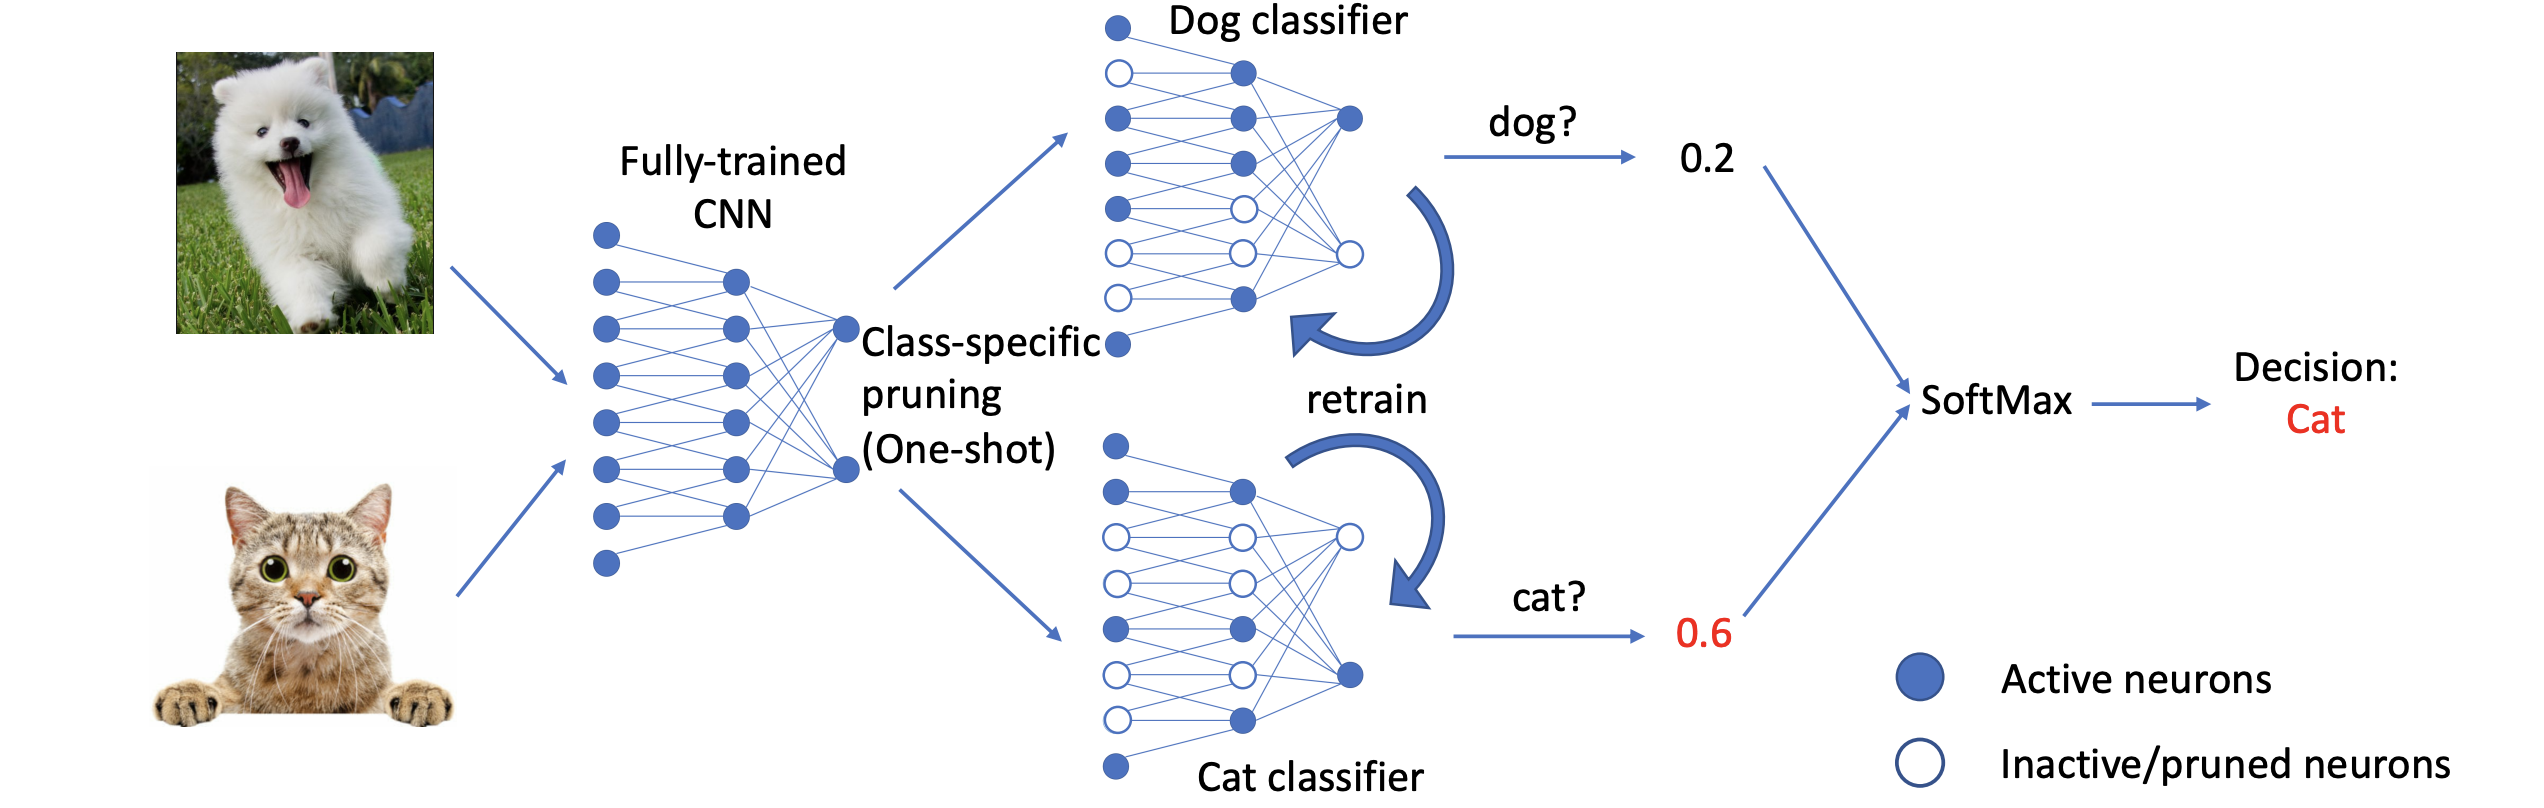 Dog classifier
Fully-trained
CNN
Class-specific
pruning
(One-shot)
dog?
0.2
retrain
cat?
0.6
Cat classifier
SoftMax
Decision:
Cat
Active neurons
Inactive/pruned neurons